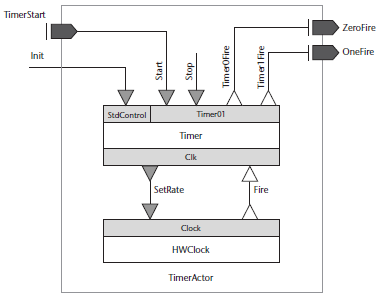 TimerStart
ZeroFire
Init
OneFire
Start
Stop
Timer0Fire
Timer1Fire
StdControl
Timer01
Timer
Clk
SetRate
Fire
Clock
HWClock
TimerActor